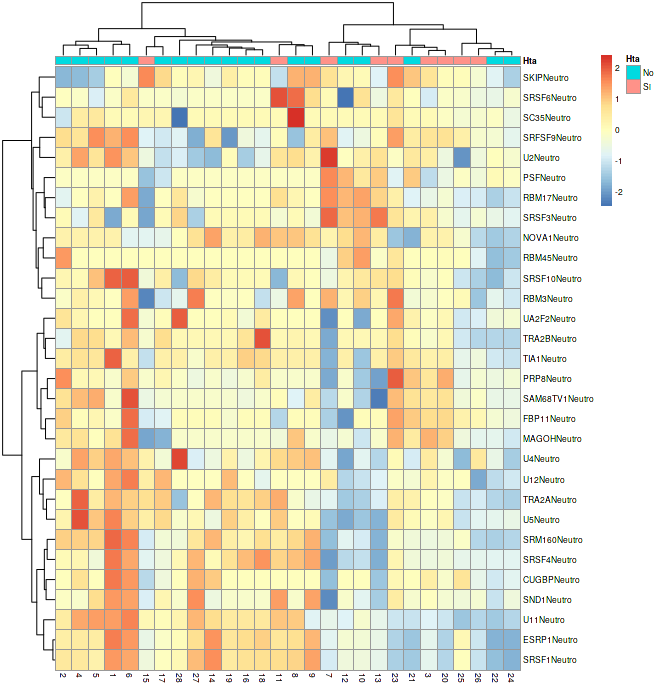 Hta
SKIPNeutro
SRSF6Neutro
SC35Neutro
SRFSF9Neutro
U2Neutro
PSFNeutro
RBM17Neutro
SRSF3Neutro
NOVA1Neutro
RBM45Neutro
SRSF10Neutro
RBM3Neutro
UA2F2Neutro
TRA2BNeutro
TIA1Neutro
PRP8Neutro
SAM68TV1Neutro
FBP11Neutro
MAGOHNeutro
U4Neutro
U12Neutro
TRA2ANeutro
U5Neutro
SRM160Neutro
SRSF4Neutro
CUGBPNeutro
SND1Neutro
U11Neutro
ESRP1Neutro
SRSF1Neutro
2 4 5 1 6 15 17 28 27 14 19 16 18 11 8 9 7 12 10 13 23 21 3 20 25 26 22 24
2
1
0
-1
-2
Hta
No
SI